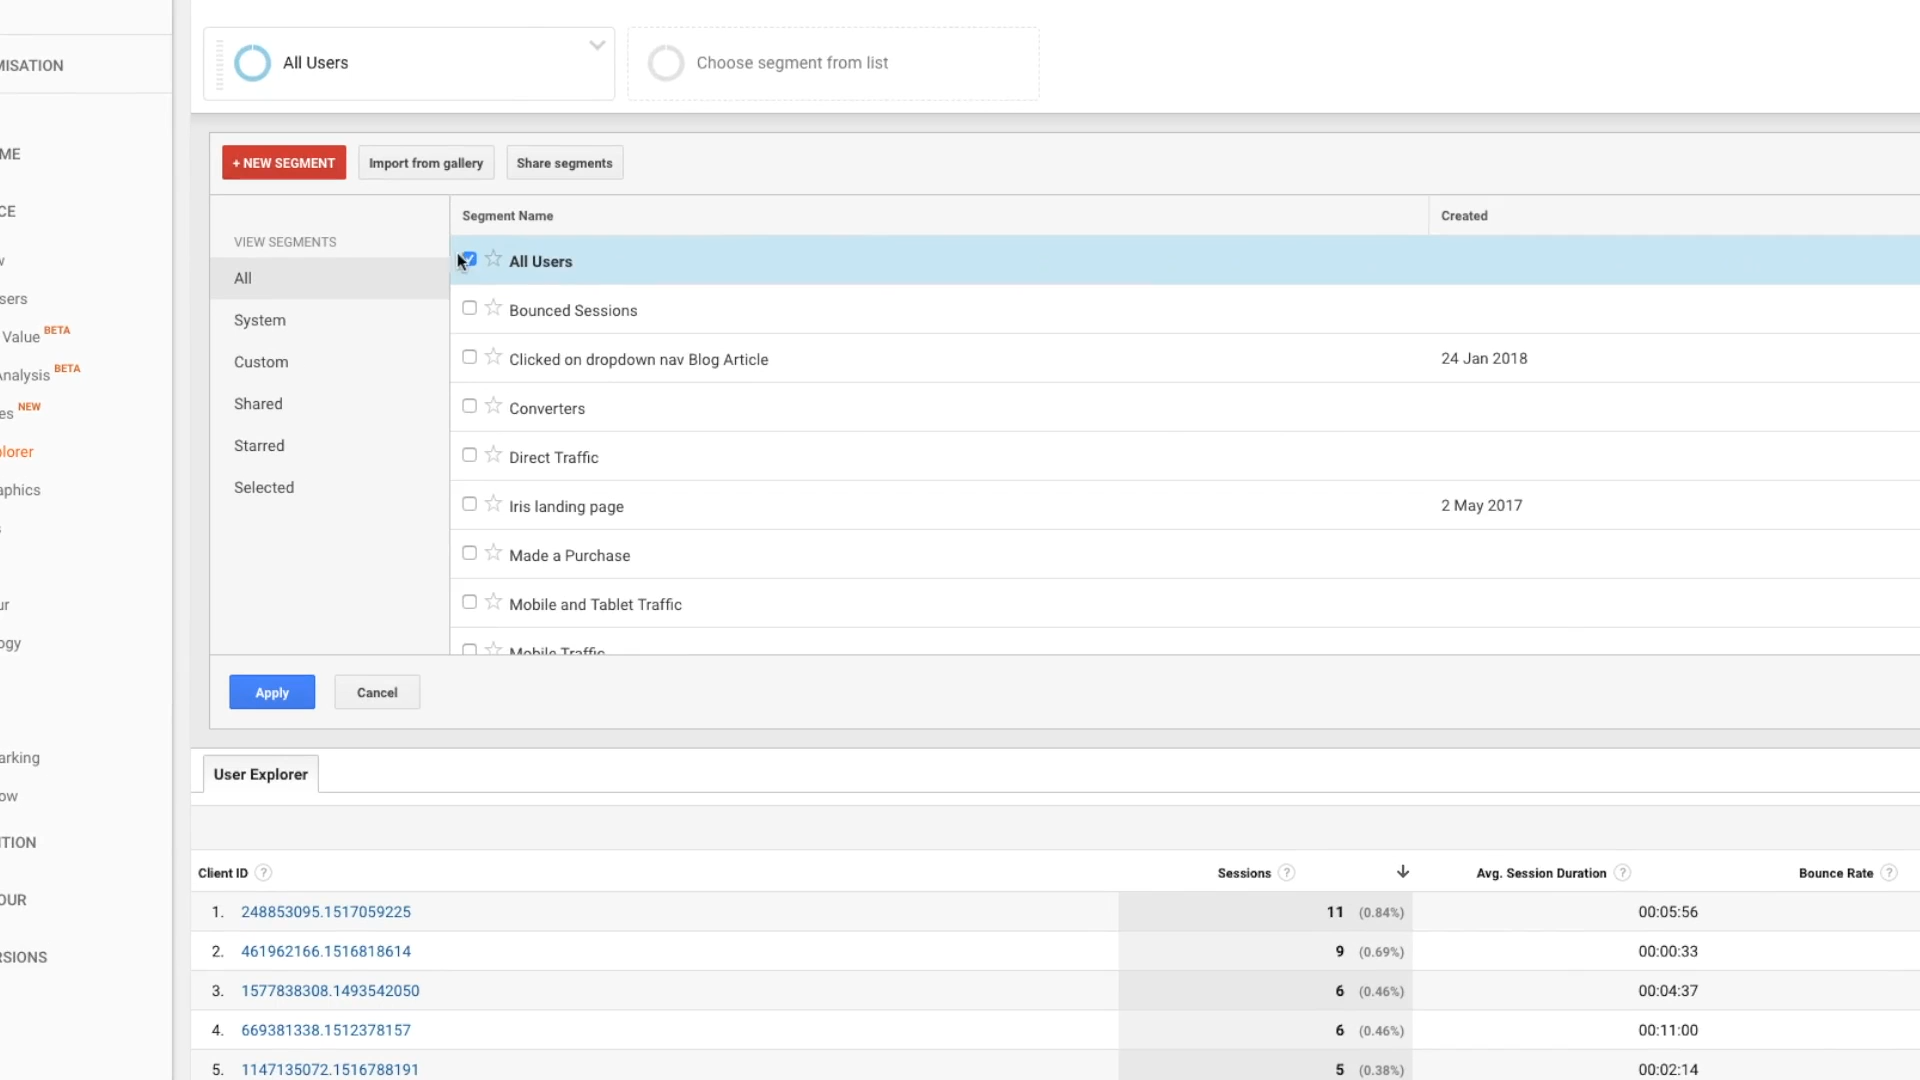 All Users
Choose segment from list
MISATION
+ NEW SEGMENT
Import from gallery
Share segments
ME
CE
Segment Name
Created
VIEW SEGMENTS
All
System
Custom
Shared
Starred
Selected
All Users
Bounced Sessions
Clicked on dropdown nav Blog Article
24 Jan 2018
Converters
Direct Traffic
Iris landing page
2 May 2017
Made a Purchase
Mobile and Tablet Traffic
Mobile Traffic
w
sers
Value BETA
Analysis BETA
es NEW
plorer
aphics
s
ur
ogy
arking
ow
ITION
OUR
RSIONS
Apply
Cancel
User Explorer
Client ID ?
Sessions ?
Avg. Session Duration ?
Bounce Rate ?
1. 248853095.1517059225 11 (0.84%) 00:05:56
2. 461962166.1516818614 9 (0.69%) 00:00:33
3. 1577838308.1493542050 6 (0.46%) 00:04:37
4. 669381338.1512378157 6 (0.46%) 00:11:00
5. 1147135072.1516788191 5 (0.38%) 00:02:14